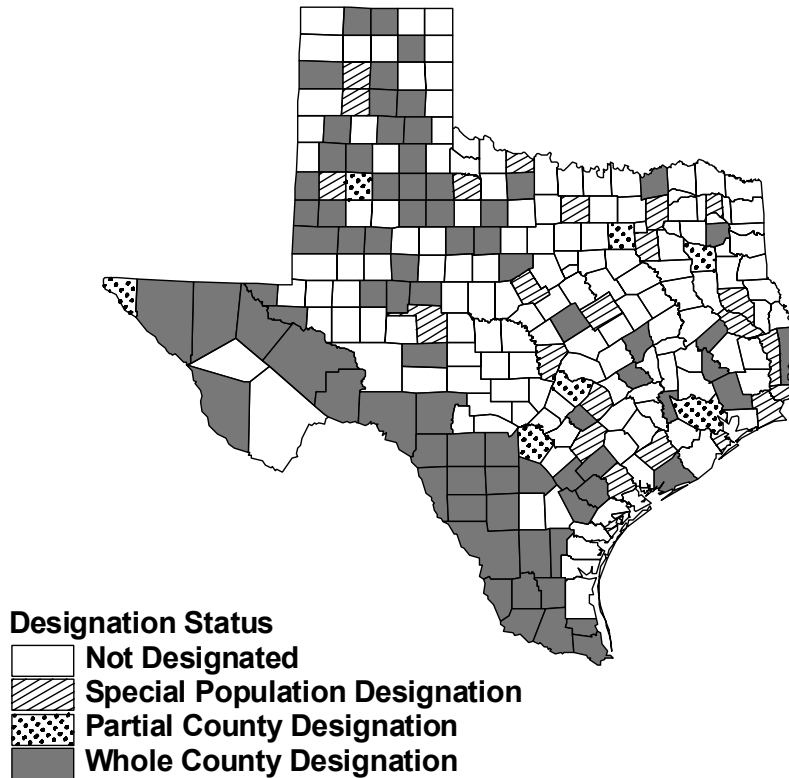 Designation Status
Not Designated
Special Population Designation
Partial County Designation
Whole County Designation